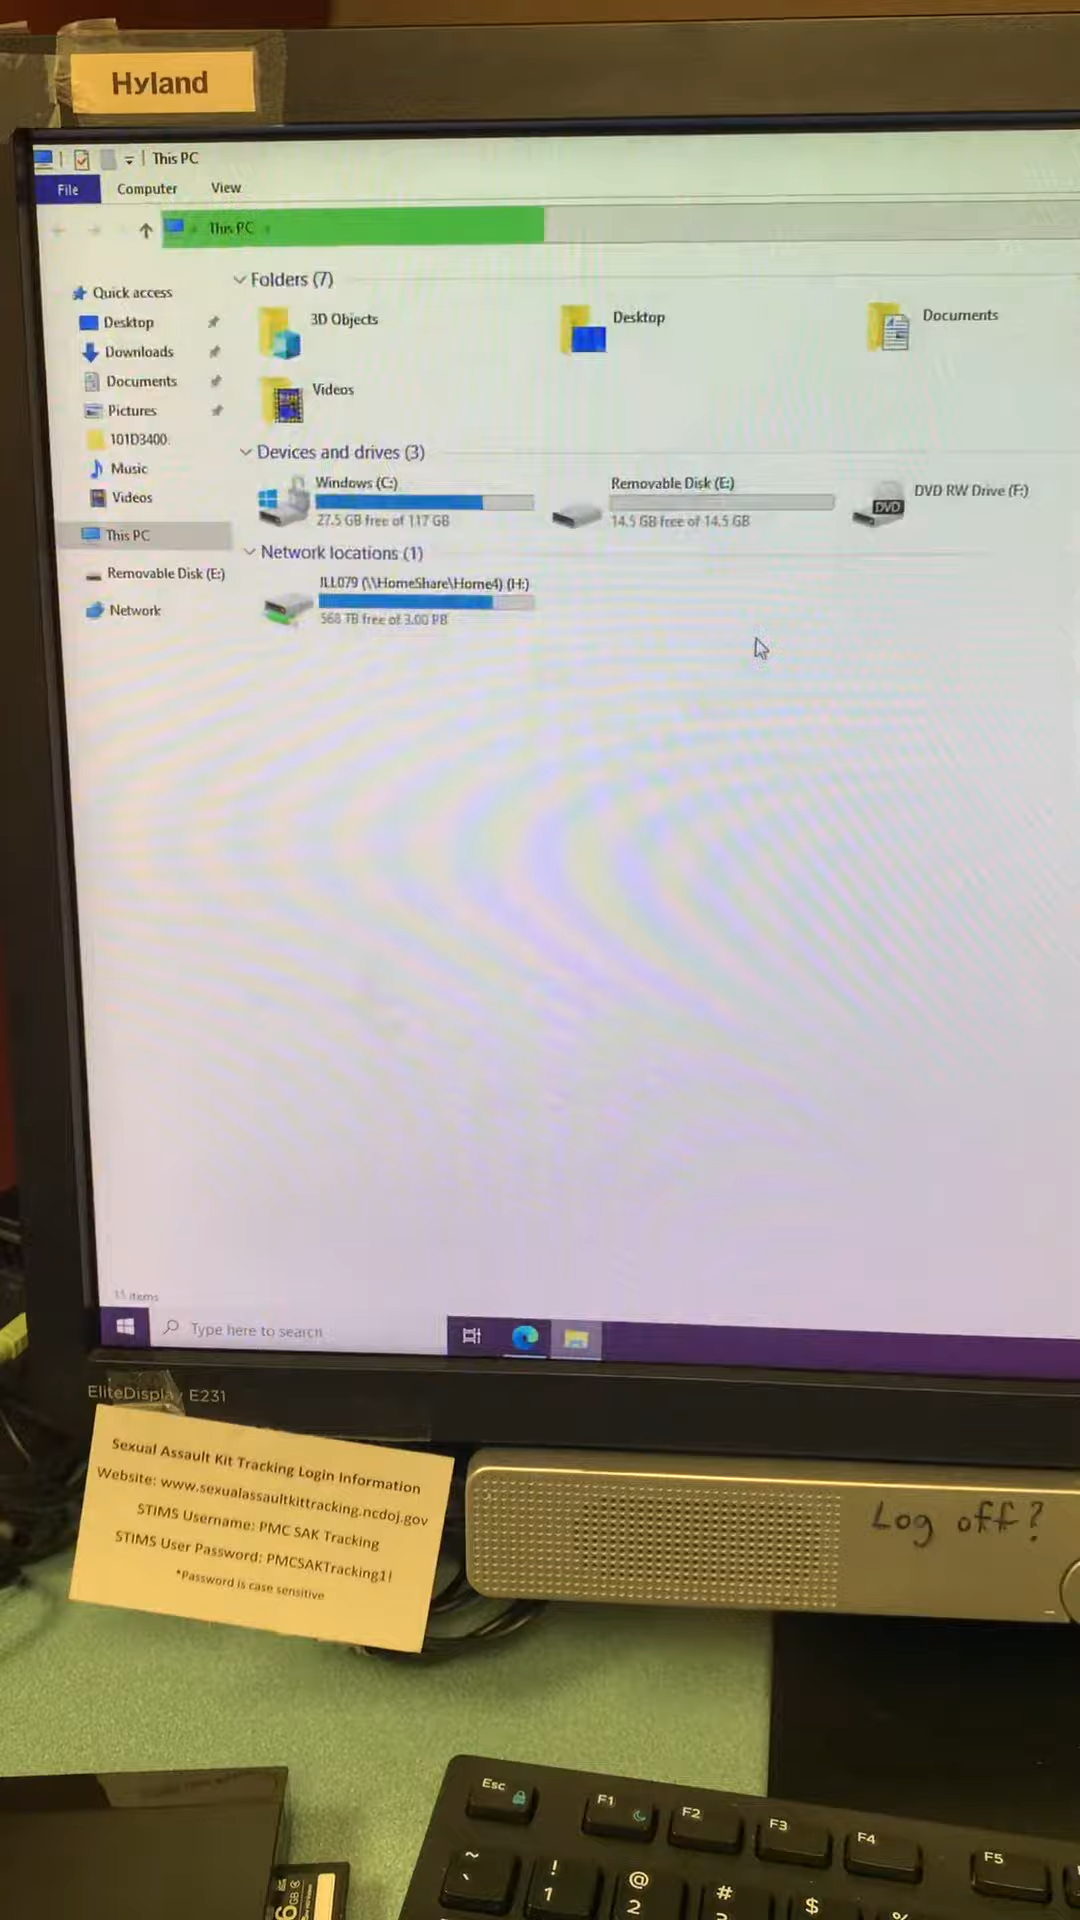 Hyland
This PC
File Computer View
This PC
Quick access
Desktop
Downloads
Documents
Pictures
101D3400
Music
Videos
This PC
Removable Disk (E:)
Network
Folders (7)
3D Objects
Desktop
Documents
Videos
Devices and drives (3)
Windows (C:)
27.5 GB free of 117 GB
Removable Disk (E:)
14.5 GB free of 14.5 GB
DVD RW Drive (F:)
DVD
Network locations (1)
JLL079 (\\HomeShare\Home4) (H:)
568 TB free of 3.00 PB
11 items
Type here to search
EliteDisplay E231
Sexual Assault Kit Tracking Login Information
Website: www.sexualassaultkittracking.ncdoj.gov
STIMS Username: PMC SAK Tracking
STIMS User Password: PMCSAKTracking1!
*Password is case sensitive
Log off?
Esc F1 F2 F3 F4 F5
~ ! @ # $ %
` 1 2